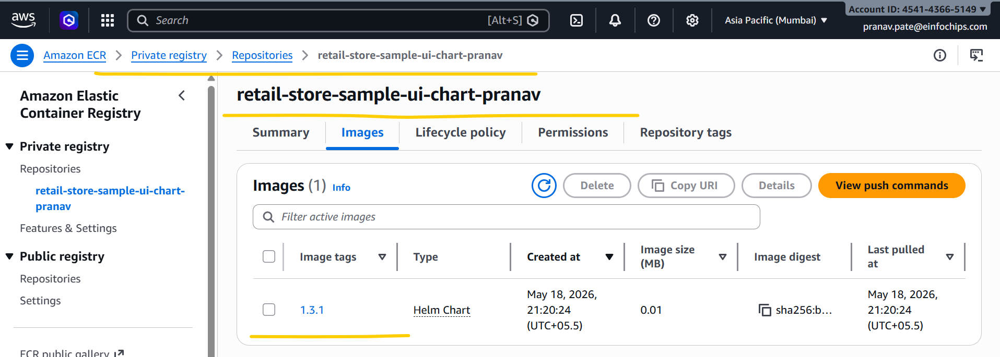 aws
Search
[Alt+S]
Asia Pacific (Mumbai)
Account ID: 4541-4366-5149
pranav.pate@einfochips.com
Amazon ECR
Private registry
Repositories
retail-store-sample-ui-chart-pranav
Amazon Elastic
Container Registry
Private registry
Repositories
retail-store-sample-ui-chart-
pranav
Features & Settings
Public registry
Repositories
Settings
ECR public gallery
retail-store-sample-ui-chart-pranav
Summary
Images
Lifecycle policy
Permissions
Repository tags
Images (1) Info
Delete
Copy URI
Details
View push commands
Filter active images
Image tags
Type
Created at
Image size
(MB)
Image digest
Last pulled
at
1.3.1
Helm Chart
May 18, 2026,
21:20:24
(UTC+05.5)
0.01
sha256:b...
May 18, 2026,
21:20:24
(UTC+05.5)